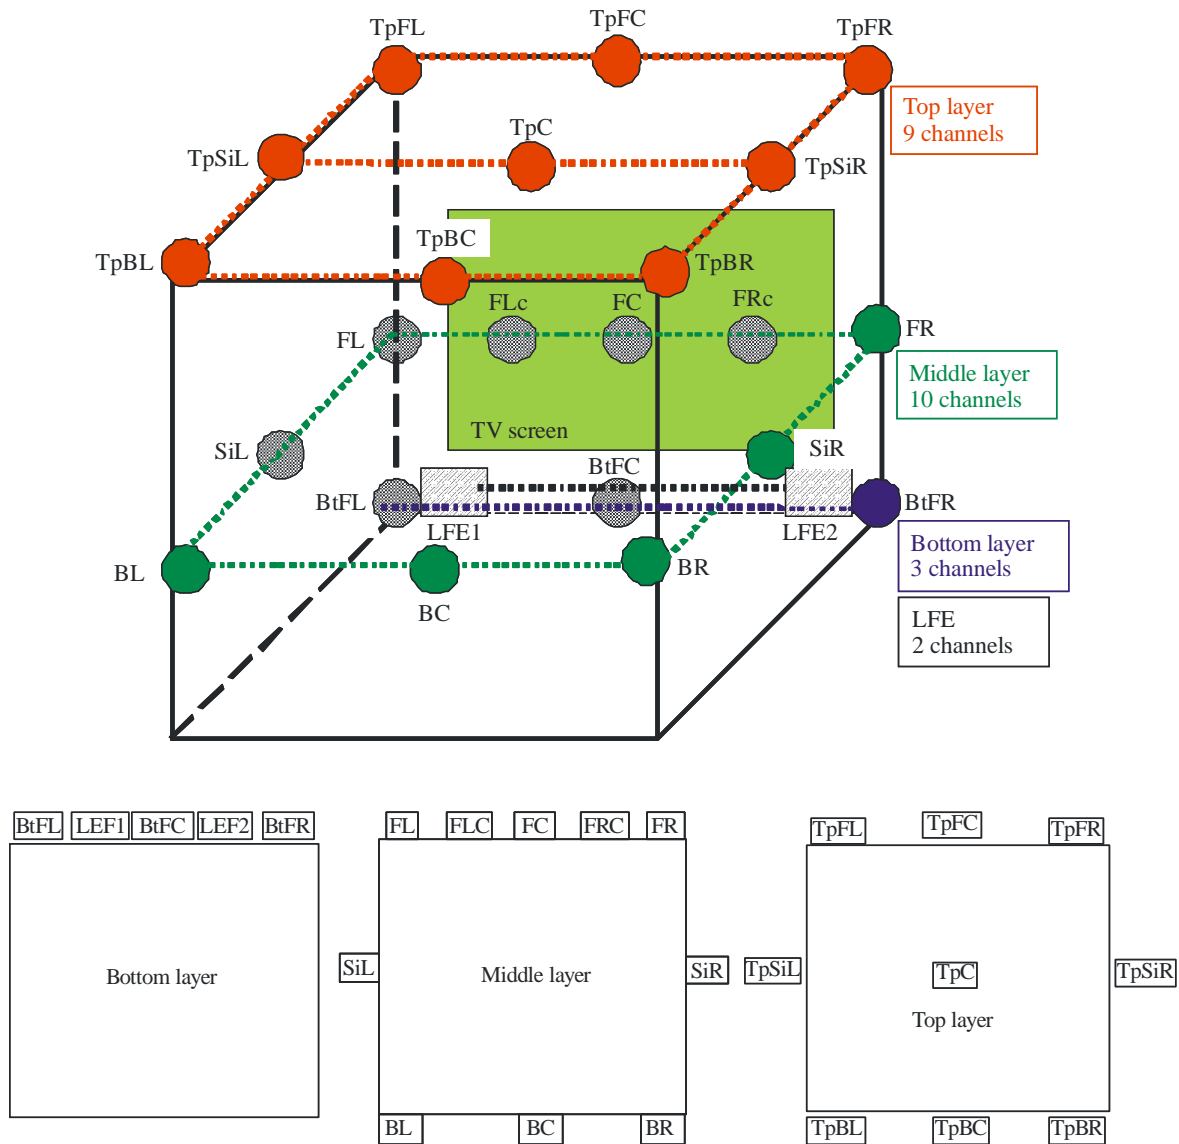 TpFC
TpFL
TpFR
Top layer
9 channels
TpC
TpSiL
TpSiR
TpBC
TpBL
TpBR
FLc
FC
FRc
FL
FR
Middle layer
10 channels
TV screen
SiL
SiR
BtFC
BtFL
BtFR
LFE1
LFE2
Bottom layer
3 channels
BL
BR
BC
LFE
2 channels
BtFL
LEF1
BtFC
LEF2
BtFR
FL
FLC
FC
FRC
FR
TpFL
TpFC
TpFR
Bottom layer
SiL
Middle layer
SiR
TpSiL
TpC
TpSiR
Top layer
BL
BC
BR
TpBL
TpBC
TpBR